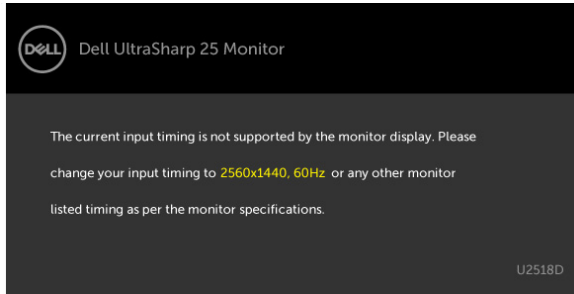 DELL
Dell UltraSharp 25 Monitor
The current input timing is not supported by the monitor display. Please
change your input timing to 2560x1440, 60Hz or any other monitor
listed timing as per the monitor specifications.
U2518D